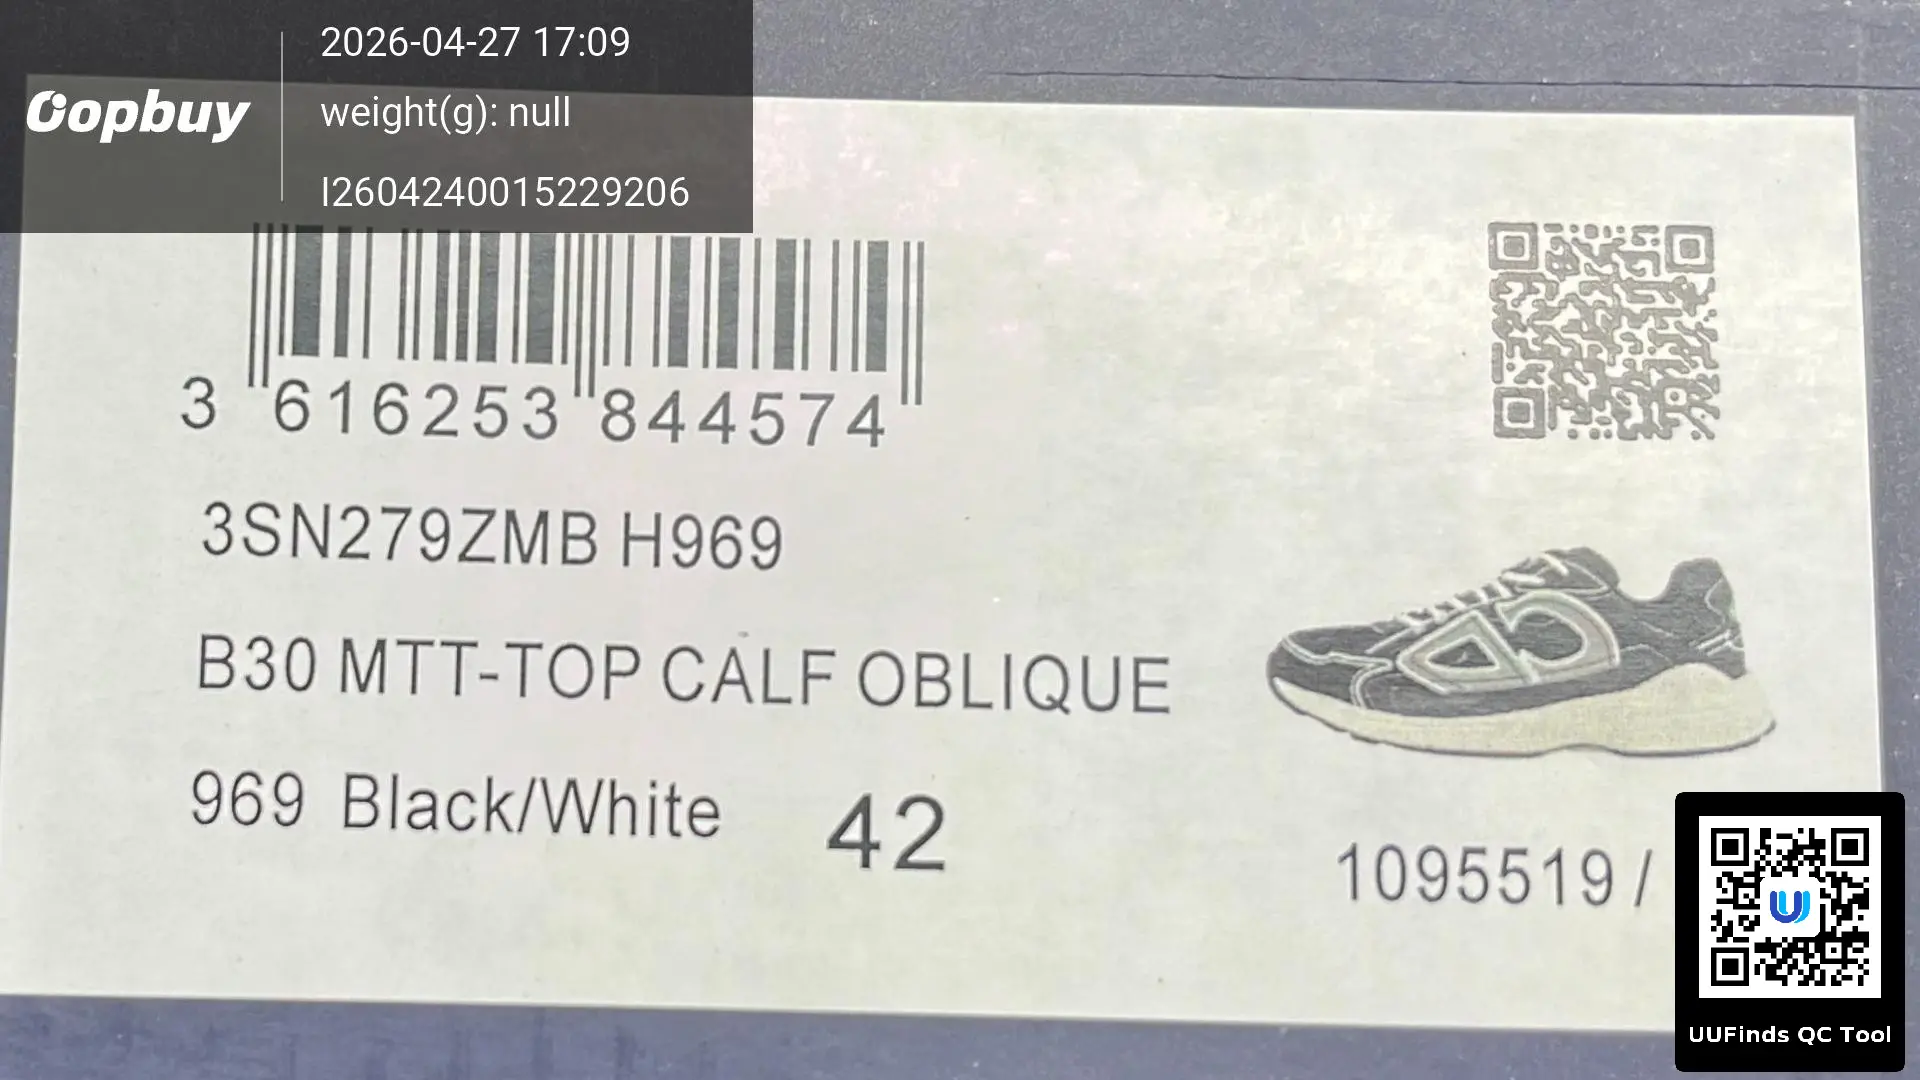 2026-04-27 17:09
oopbuy
weight(g): null
I2604240015229206
3 616253 844574
3SN279ZMB H969
B30 MTT-TOP CALF OBLIQUE
969 Black/White 42
1095519 /
UUFinds QC Tool